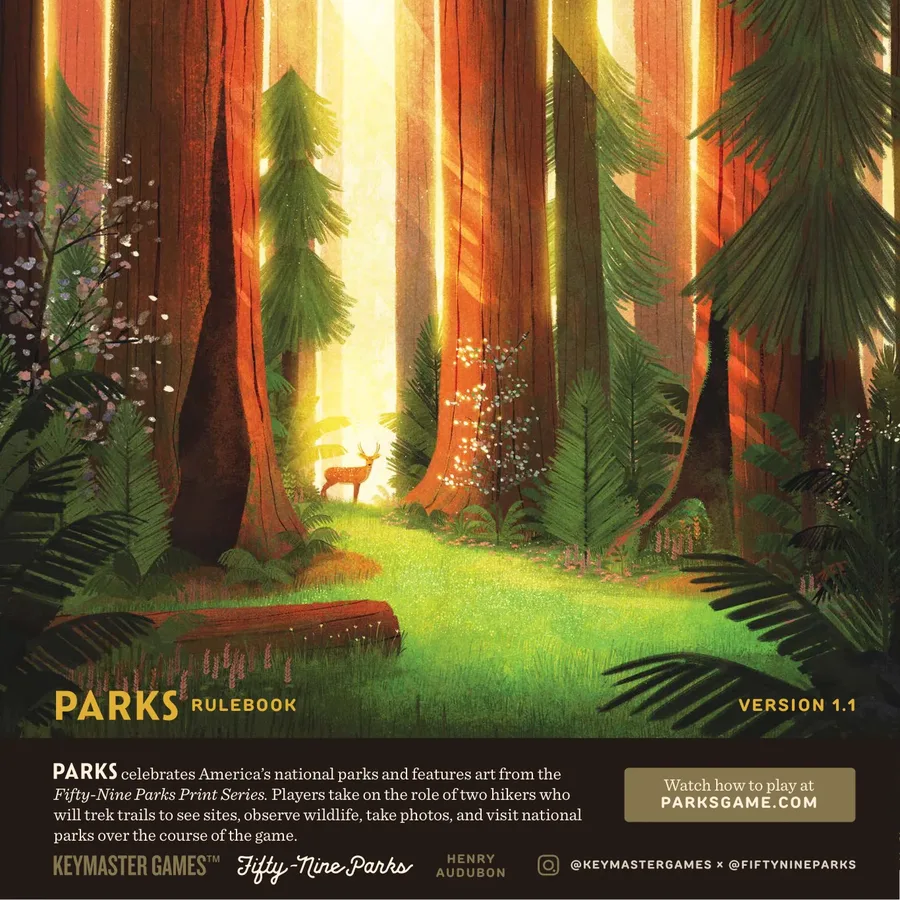 PARKS RULEBOOK
VERSION 1.1
PARKS celebrates America's national parks and features art from the
Fifty-Nine Parks Print Series. Players take on the role of two hikers who
will trek trails to see sites, observe wildlife, take photos, and visit national
parks over the course of the game.
Watch how to play at
PARKSGAME.COM
KEYMASTER GAMES™
Fifty-Nine Parks
HENRY
AUDUBON
@KEYMASTERGAMES × @FIFTYNINEPARKS